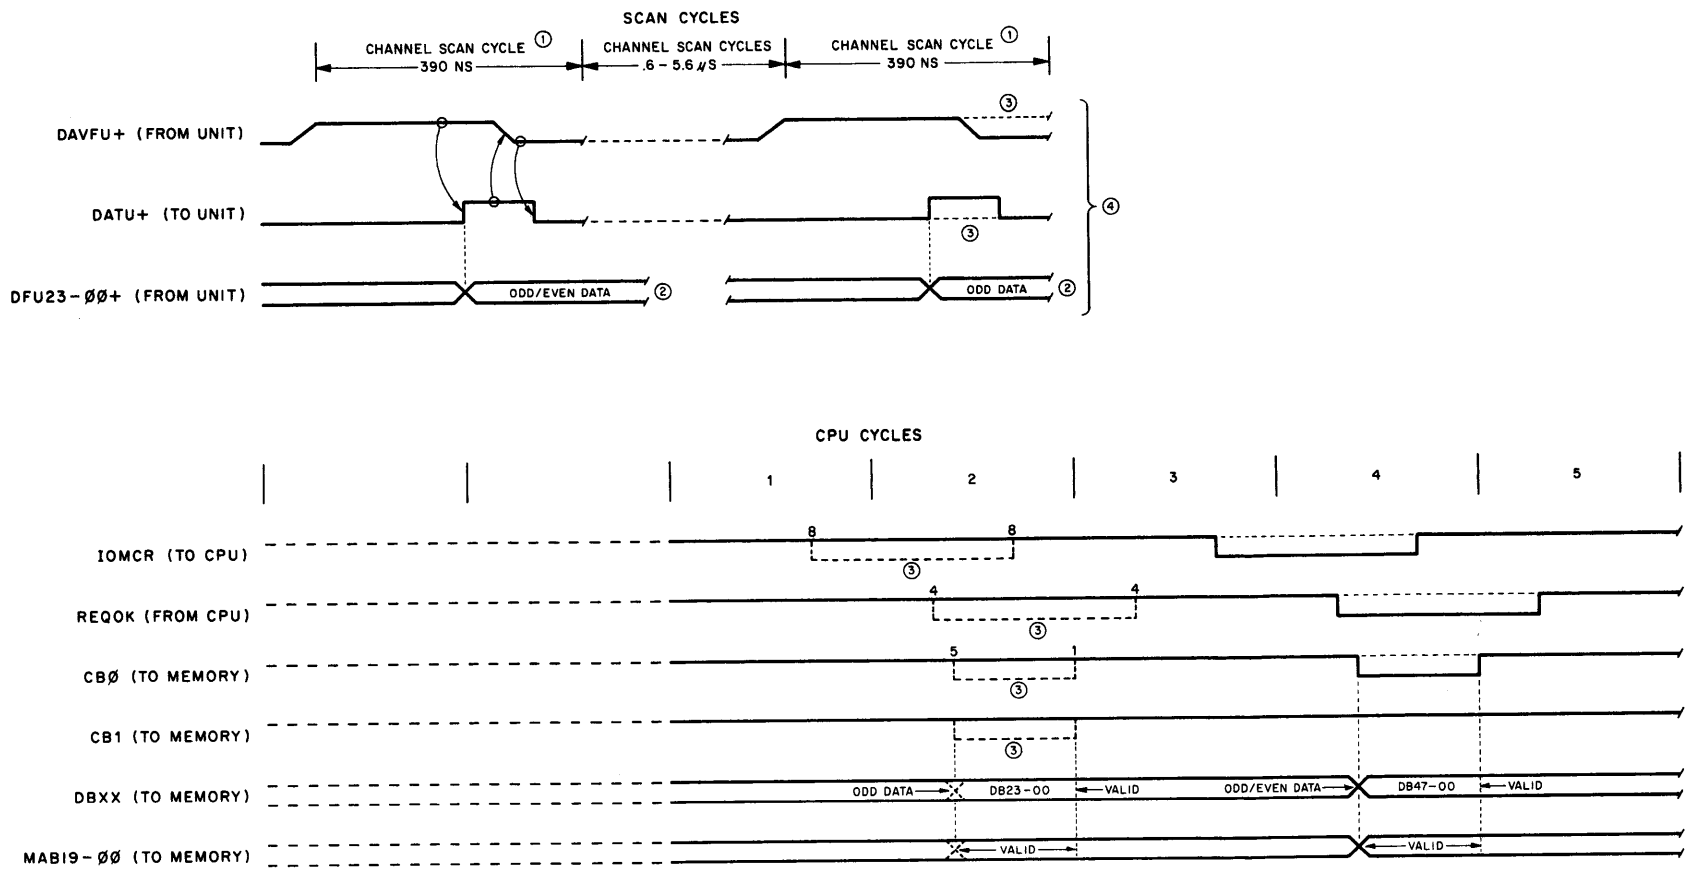 SCAN CYCLES
CHANNEL SCAN CYCLE ①
390 NS
CHANNEL SCAN CYCLES
.6 – 5.6 μS
CHANNEL SCAN CYCLE ①
390 NS
DAVFU+ (FROM UNIT)
③
DATU+ (TO UNIT)
③
④
DFU23-ØØ+ (FROM UNIT)
ODD/EVEN DATA ②
ODD DATA ②
CPU CYCLES
1 2 3 4 5
IOMCR (TO CPU)
8 8
③
REQOK (FROM CPU)
4 4
③
CBØ (TO MEMORY)
5 1
③
CB1 (TO MEMORY)
③
DBXX (TO MEMORY)
ODD DATA DB23-00 VALID ODD/EVEN DATA DB47-00 VALID
MAB19-ØØ (TO MEMORY)
VALID VALID